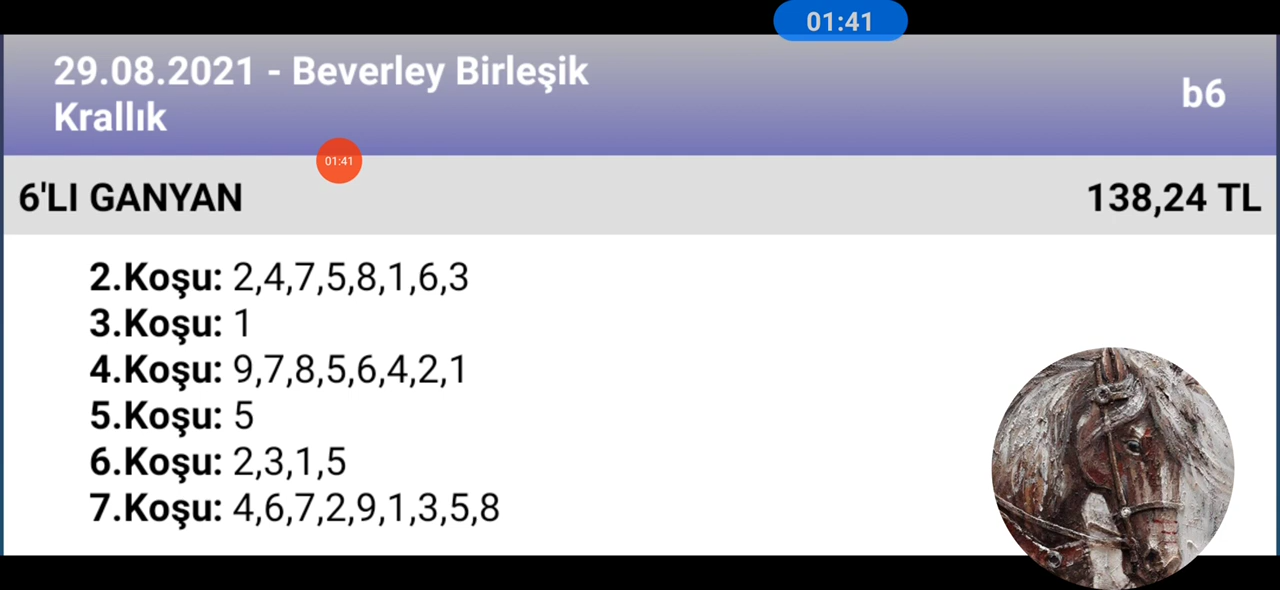 01:41
29.08.2021 - Beverley Birleşik
Krallık
b6
01:41
6'LI GANYAN
138,24 TL
2.Koşu: 2,4,7,5,8,1,6,3
3.Koşu: 1
4.Koşu: 9,7,8,5,6,4,2,1
5.Koşu: 5
6.Koşu: 2,3,1,5
7.Koşu: 4,6,7,2,9,1,3,5,8